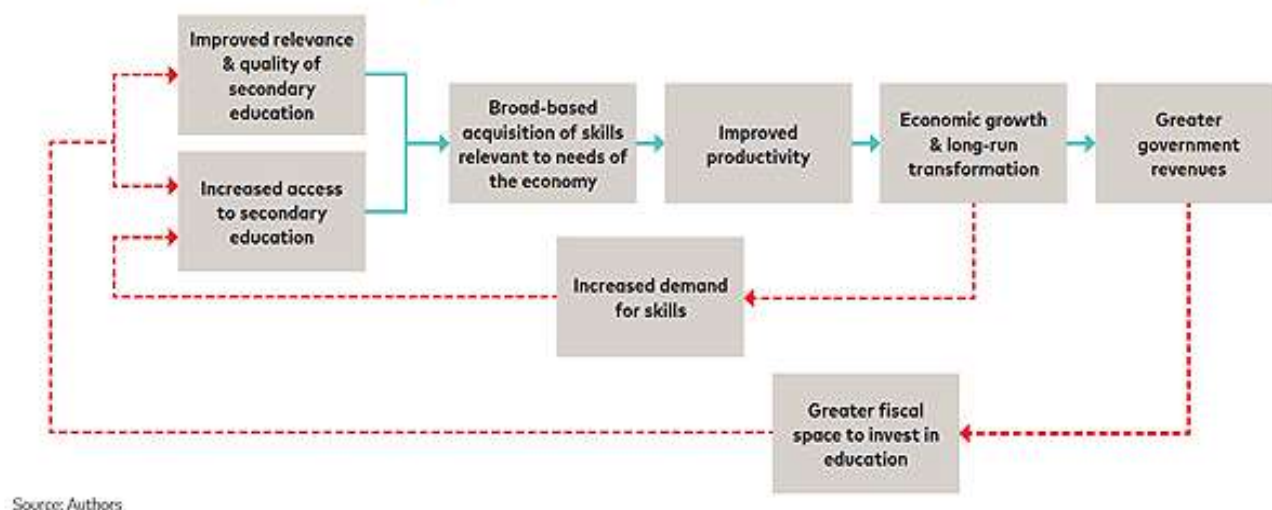 Improved relevance
& quality of
secondary
education
Increased access
to secondary
education
Broad-based
acquisition of skills
relevant to needs of
the economy
Improved
productivity
Economic growth
& long-run
transformation
Greater
government
revenues
Increased demand
for skills
Greater fiscal
space to invest in
education
Source: Authors